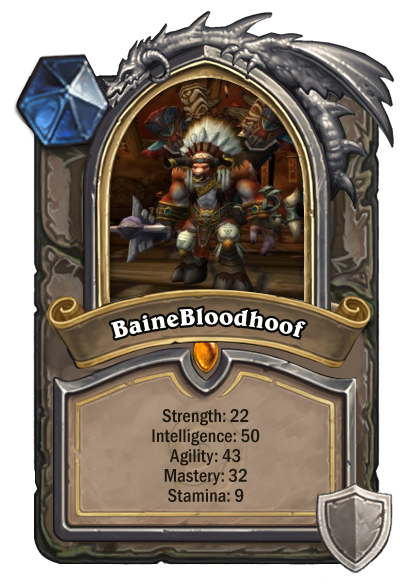 BaineBloodhoof
Strength: 22
Intelligence: 50
Agility: 43
Mastery: 32
Stamina: 9